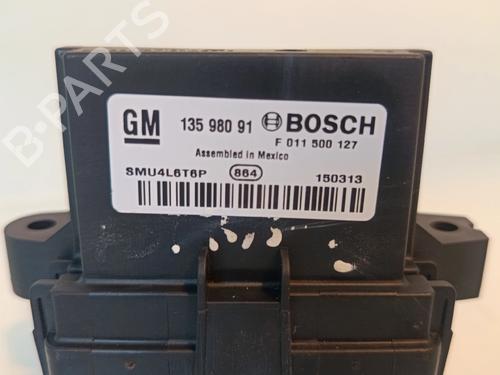 GM 135 980 91 BOSCH
F 011 500 127
Assembled in Mexico
SMU4L6T6P 864 150313
B-PARTS